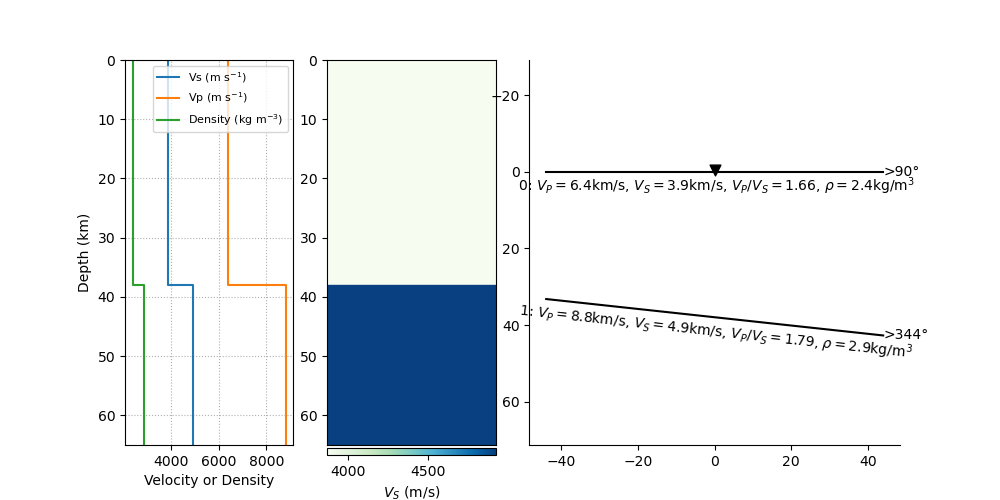 0
10
20
30
40
50
60
Depth (km)
Vs (m s⁻¹)
Vp (m s⁻¹)
Density (kg m⁻³)
4000 6000 8000
Velocity or Density
0
10
20
30
40
50
60
4000 4500
V_S (m/s)
−20
0
20
40
60
>90°
0: V_P = 6.4km/s, V_S = 3.9km/s, V_P/V_S = 1.66, ρ = 2.4kg/m³
>344°
1: V_P = 8.8km/s, V_S = 4.9km/s, V_P/V_S = 1.79, ρ = 2.9kg/m³
−40 −20 0 20 40